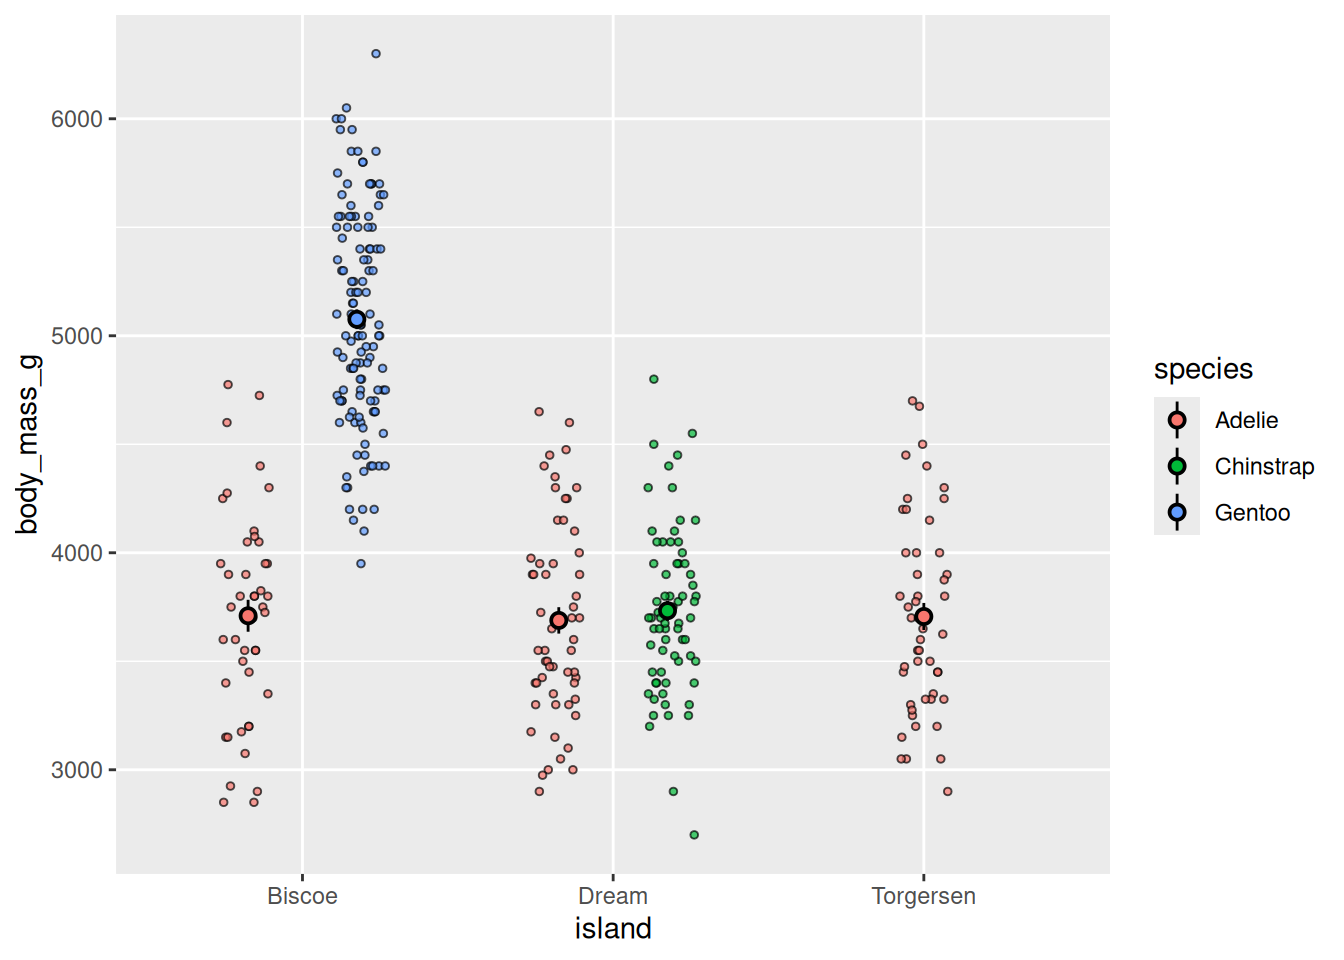 body_mass_g
6000
5000
4000
3000
Biscoe
Dream
Torgersen
island
species
Adelie
Chinstrap
Gentoo